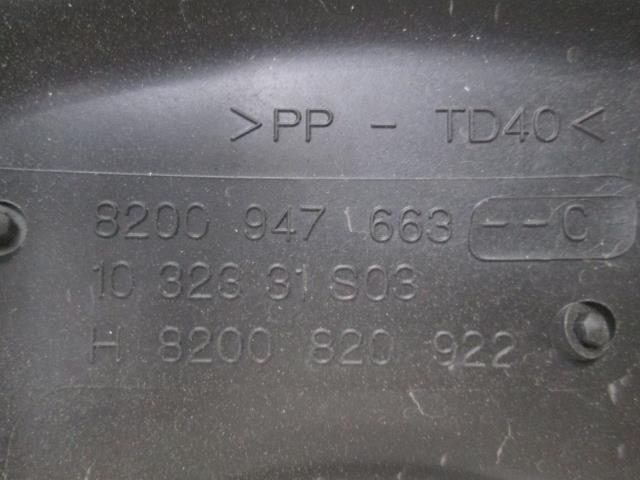 >PP - TD40<
8200 947 663 --C
10 323 31 S03
H 8200 820 922